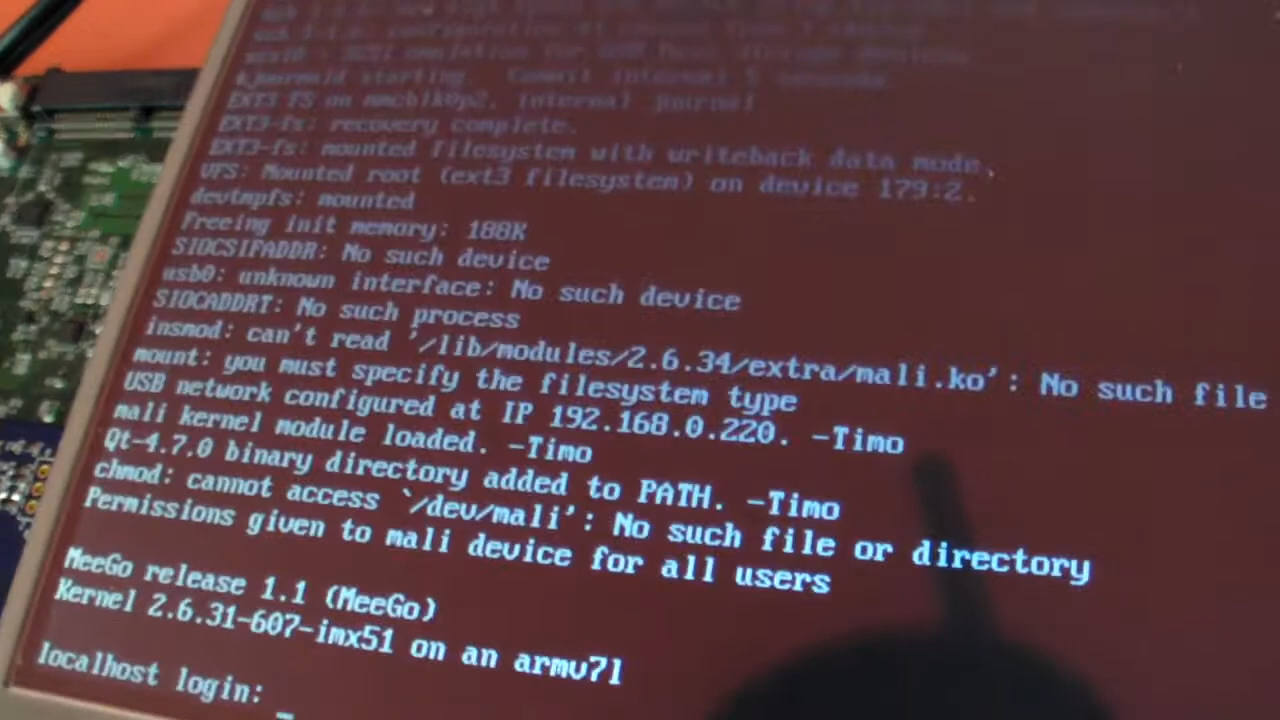 kjournald starting. Commit interval 5 seconds
EXT3 FS on mmcblk0p2, internal journal
EXT3-fs: recovery complete.
EXT3-fs: mounted filesystem with writeback data mode.
VFS: Mounted root (ext3 filesystem) on device 179:2.
devtmpfs: mounted
Freeing init memory: 188K
SIOCSIFADDR: No such device
usb0: unknown interface: No such device
SIOCADDRT: No such process
insmod: can't read '/lib/modules/2.6.34/extra/mali.ko': No such file
mount: you must specify the filesystem type
USB network configured at IP 192.168.0.220. -Timo
mali kernel module loaded. -Timo
Qt-4.7.0 binary directory added to PATH. -Timo
chmod: cannot access `/dev/mali': No such file or directory
Permissions given to mali device for all users
MeeGo release 1.1 (MeeGo)
Kernel 2.6.31-607-imx51 on an armv7l
localhost login: _